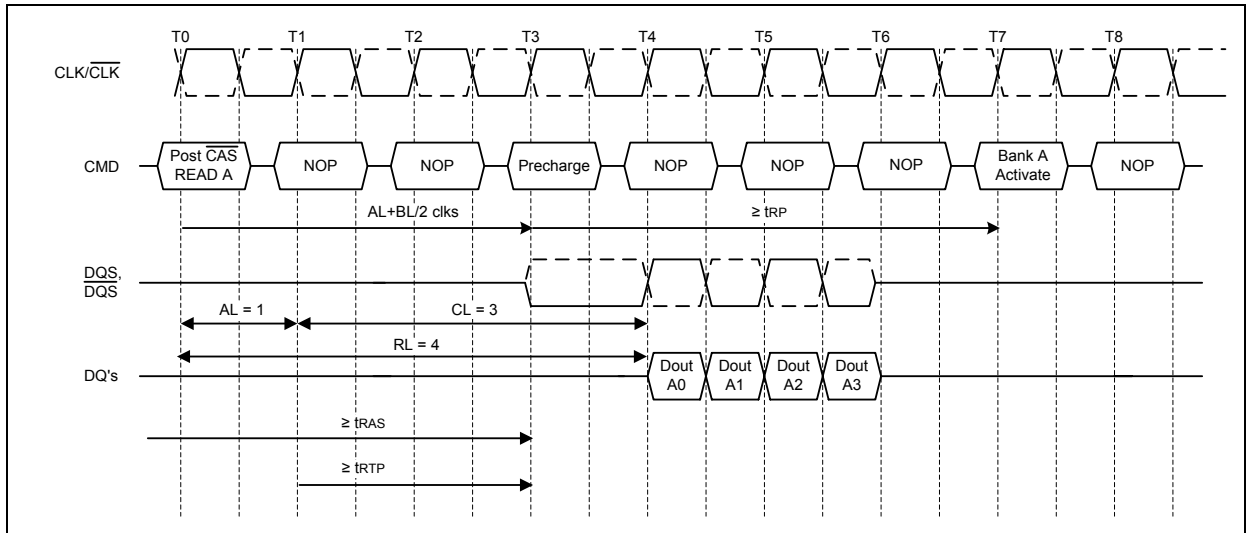 T0 T1 T2 T3 T4 T5 T6 T7 T8
CLK/CLK
CMD
Post CAS
READ A
NOP
NOP
Precharge
NOP
NOP
NOP
Bank A
Activate
NOP
AL+BL/2 clks
≥ tRP
DQS,
DQS
AL = 1
CL = 3
RL = 4
DQ's
Dout
A0
Dout
A1
Dout
A2
Dout
A3
≥ tRAS
≥ tRTP